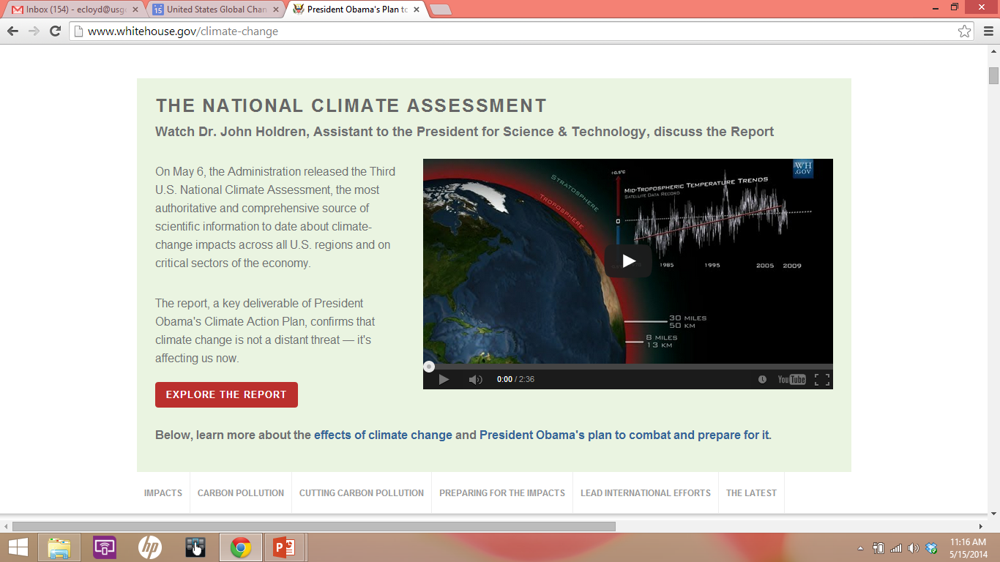 Inbox (154) - ecloyd@usg
United States Global Chan
President Obama's Plan to
www.whitehouse.gov/climate-change
THE NATIONAL CLIMATE ASSESSMENT
Watch Dr. John Holdren, Assistant to the President for Science & Technology, discuss the Report
On May 6, the Administration released the Third
U.S. National Climate Assessment, the most
authoritative and comprehensive source of
scientific information to date about climate-
change impacts across all U.S. regions and on
critical sectors of the economy.
The report, a key deliverable of President
Obama's Climate Action Plan, confirms that
climate change is not a distant threat — it's
affecting us now.
EXPLORE THE REPORT
WH
.GOV
+0.5°C
MID-TROPOSPHERIC TEMPERATURE TRENDS
SATELLITE DATA RECORD
STRATOSPHERE
TROPOSPHERE
1985 1995 2005 2009
30 MILES
50 KM
8 MILES
13 KM
0:00 / 2:36
YouTube
Below, learn more about the effects of climate change and President Obama's plan to combat and prepare for it.
IMPACTS
CARBON POLLUTION
CUTTING CARBON POLLUTION
PREPARING FOR THE IMPACTS
LEAD INTERNATIONAL EFFORTS
THE LATEST
hp
11:16 AM
5/15/2014